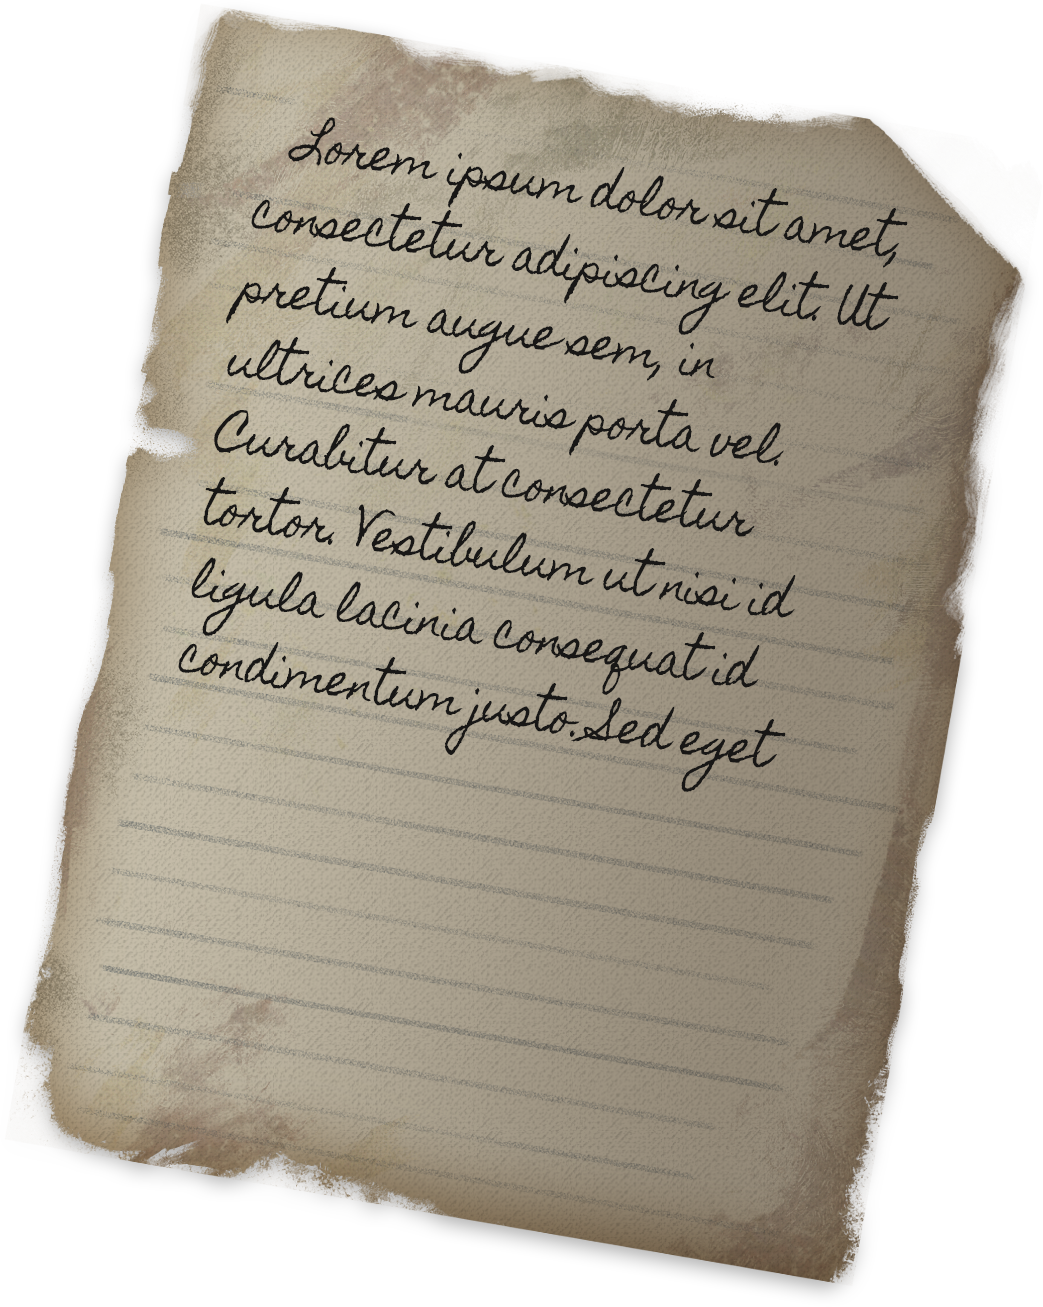 Lorem ipsum dolor sit amet,
consectetur adipiscing elit. Ut
pretium augue sem, in
ultrices mauris porta vel.
Curabitur at consectetur
tortor. Vestibulum ut nisi id
ligula lacinia consequat id
condimentum justo. Sed eget